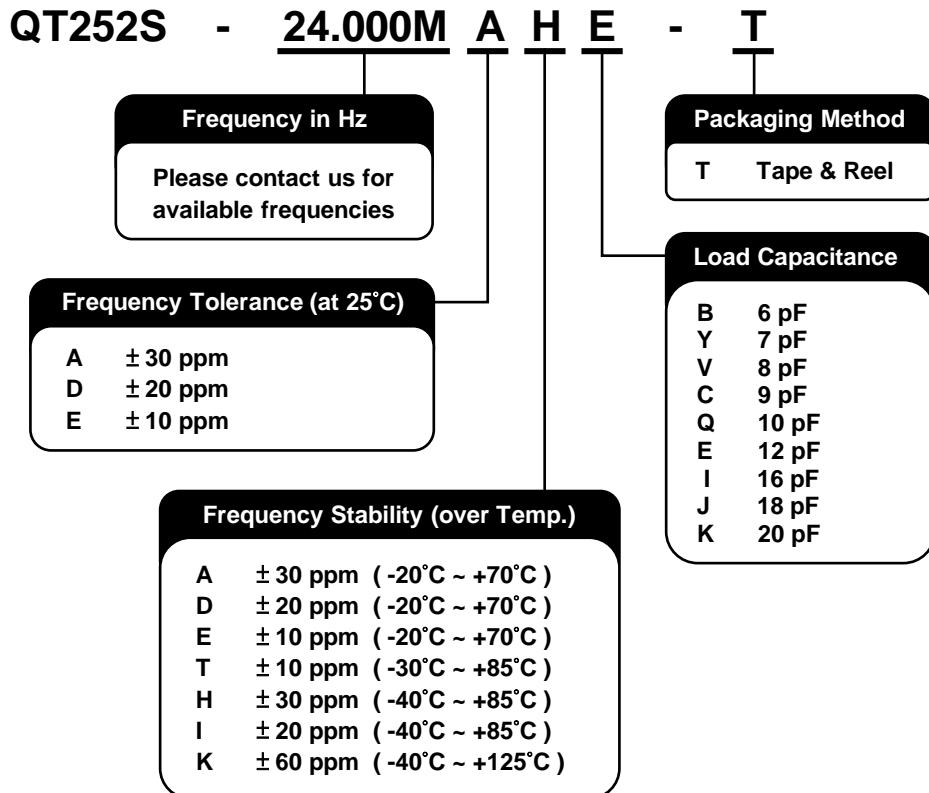 QT252S - 24.000M A H E - T
Frequency in Hz
Please contact us for
available frequencies
Packaging Method
T Tape & Reel
Load Capacitance
B 6 pF
Y 7 pF
V 8 pF
C 9 pF
Q 10 pF
E 12 pF
I 16 pF
J 18 pF
K 20 pF
Frequency Tolerance (at 25°C)
A ± 30 ppm
D ± 20 ppm
E ± 10 ppm
Frequency Stability (over Temp.)
A ± 30 ppm ( -20°C ~ +70°C )
D ± 20 ppm ( -20°C ~ +70°C )
E ± 10 ppm ( -20°C ~ +70°C )
T ± 10 ppm ( -30°C ~ +85°C )
H ± 30 ppm ( -40°C ~ +85°C )
I ± 20 ppm ( -40°C ~ +85°C )
K ± 60 ppm ( -40°C ~ +125°C )